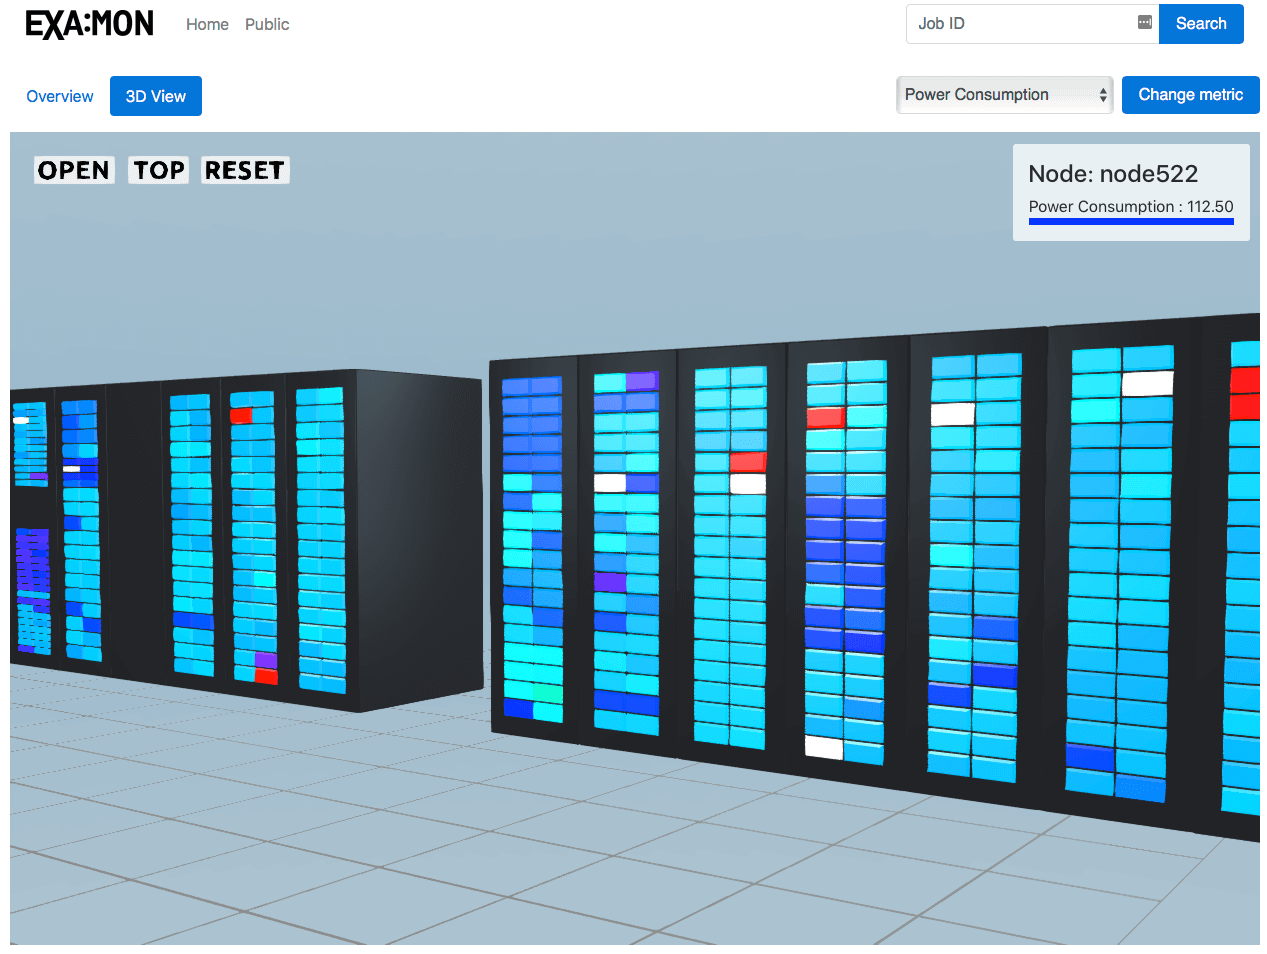 EXA:MON
Home Public
Job ID
Search
Overview
3D View
Power Consumption
Change metric
OPEN TOP RESET
Node: node522
Power Consumption : 112.50